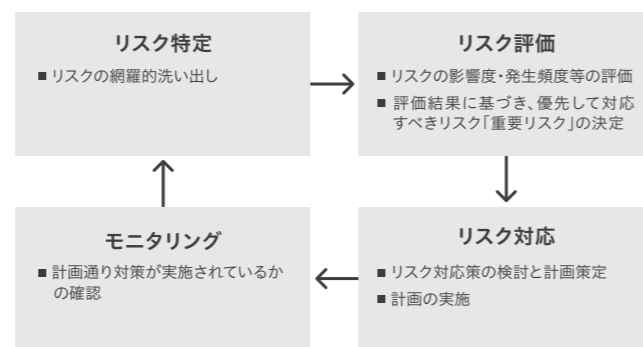 リスク特定
■ リスクの網羅的洗い出し
リスク評価
■ リスクの影響度・発生頻度等の評価
■ 評価結果に基づき、優先して対応
すべきリスク「重要リスク」の決定
リスク対応
■ リスク対応策の検討と計画策定
■ 計画の実施
モニタリング
■ 計画通り対策が実施されているか
の確認